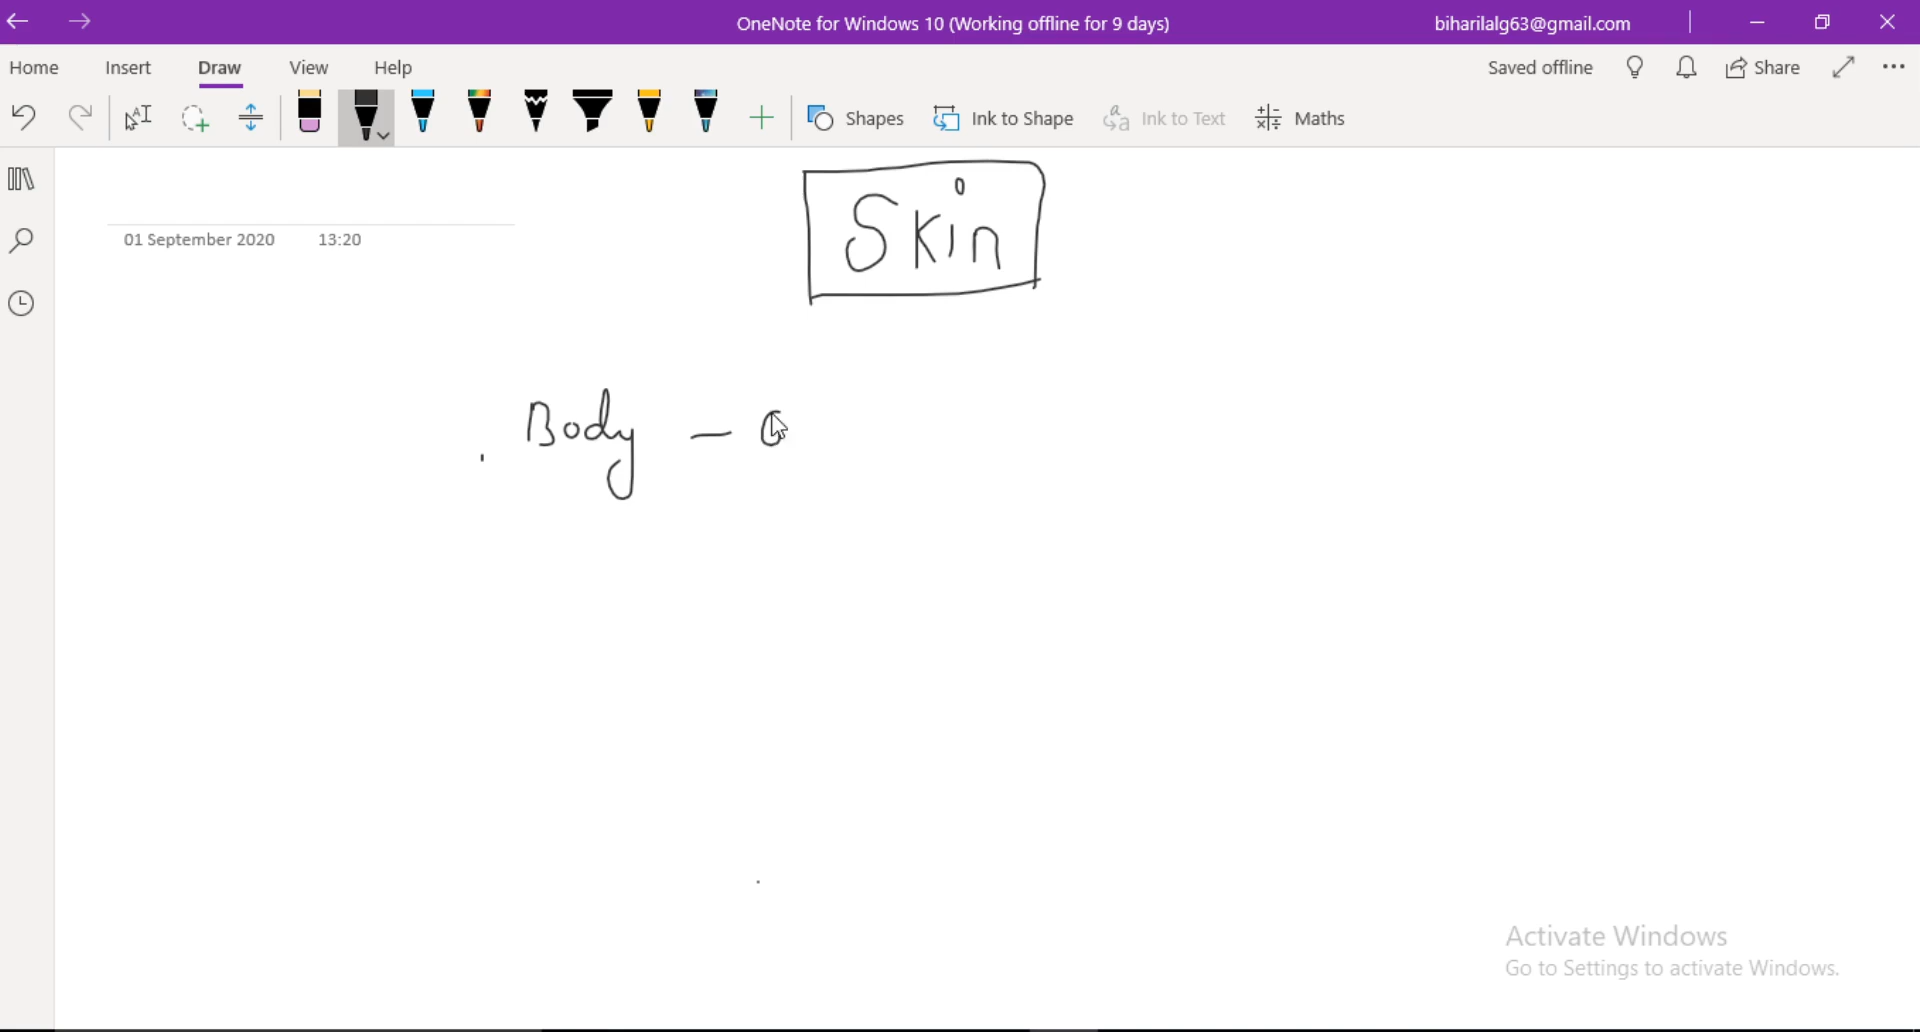 OneNote for Windows 10 (Working offline for 9 days)
biharilalg63@gmail.com
Home Insert Draw View Help
Saved offline Share
Shapes Ink to Shape Ink to Text Maths
Skin
01 September 2020 13:20
Body –
Activate Windows
Go to Settings to activate Windows.